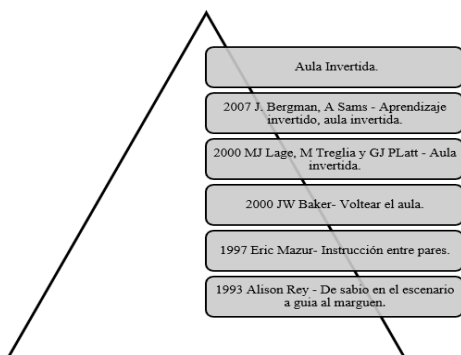 Aula Invertida.
2007 J. Bergman, A Sams - Aprendizaje
invertido, aula invertida.
2000 MJ Lage, M Treglia y GJ PLatt - Aula
invertida.
2000 JW Baker- Voltear el aula.
1997 Eric Mazur- Instrucción entre pares.
1993 Alison Rey - De sabio en el escenario
a guia al marguen.